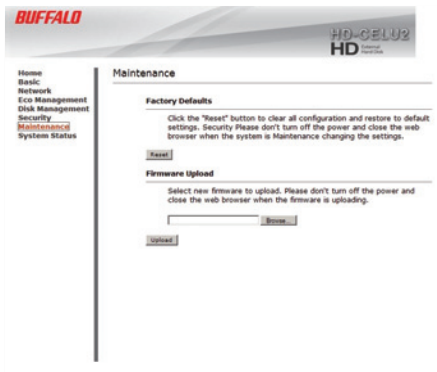 BUFFALO
HD-CELU2
HD External
Hard Disk
Home
Basic
Network
Eco Management
Disk Management
Security
Maintenance
System Status
Maintenance
Factory Defaults
Click the "Reset" button to clear all configuration and restore to default
settings. Security Please don't turn off the power and close the web
browser when the system is Maintenance changing the settings.
Reset
Firmware Upload
Select new firmware to upload. Please don't turn off the power and
close the web browser when the firmware is uploading.
Browse...
Upload